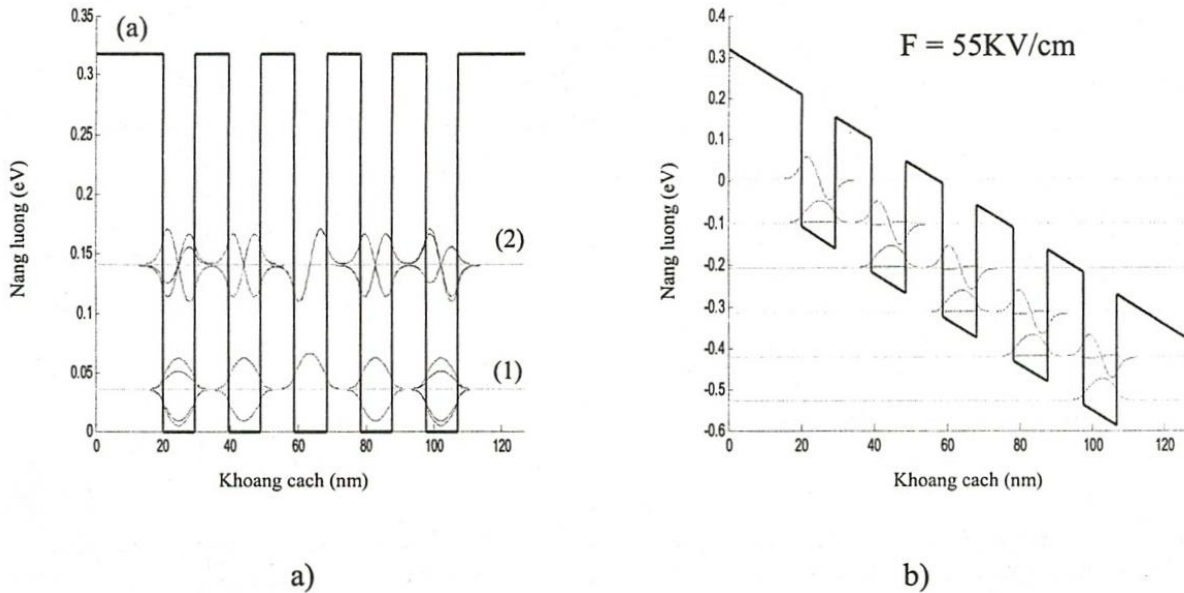 (a)
0.35
0.3
0.35
0.2
0.15
0.1
0.05
0
Nang luong (eV)
(2)
(1)
0 20 40 60 80 100 120
Khoang cach (nm)
a)
F = 55KV/cm
0.4
0.3
0.2
0.1
0
-0.1
-0.2
-0.3
-0.4
-0.5
-0.6
Nang luong (eV)
0 20 40 60 80 100 120
Khoang cach (nm)
b)